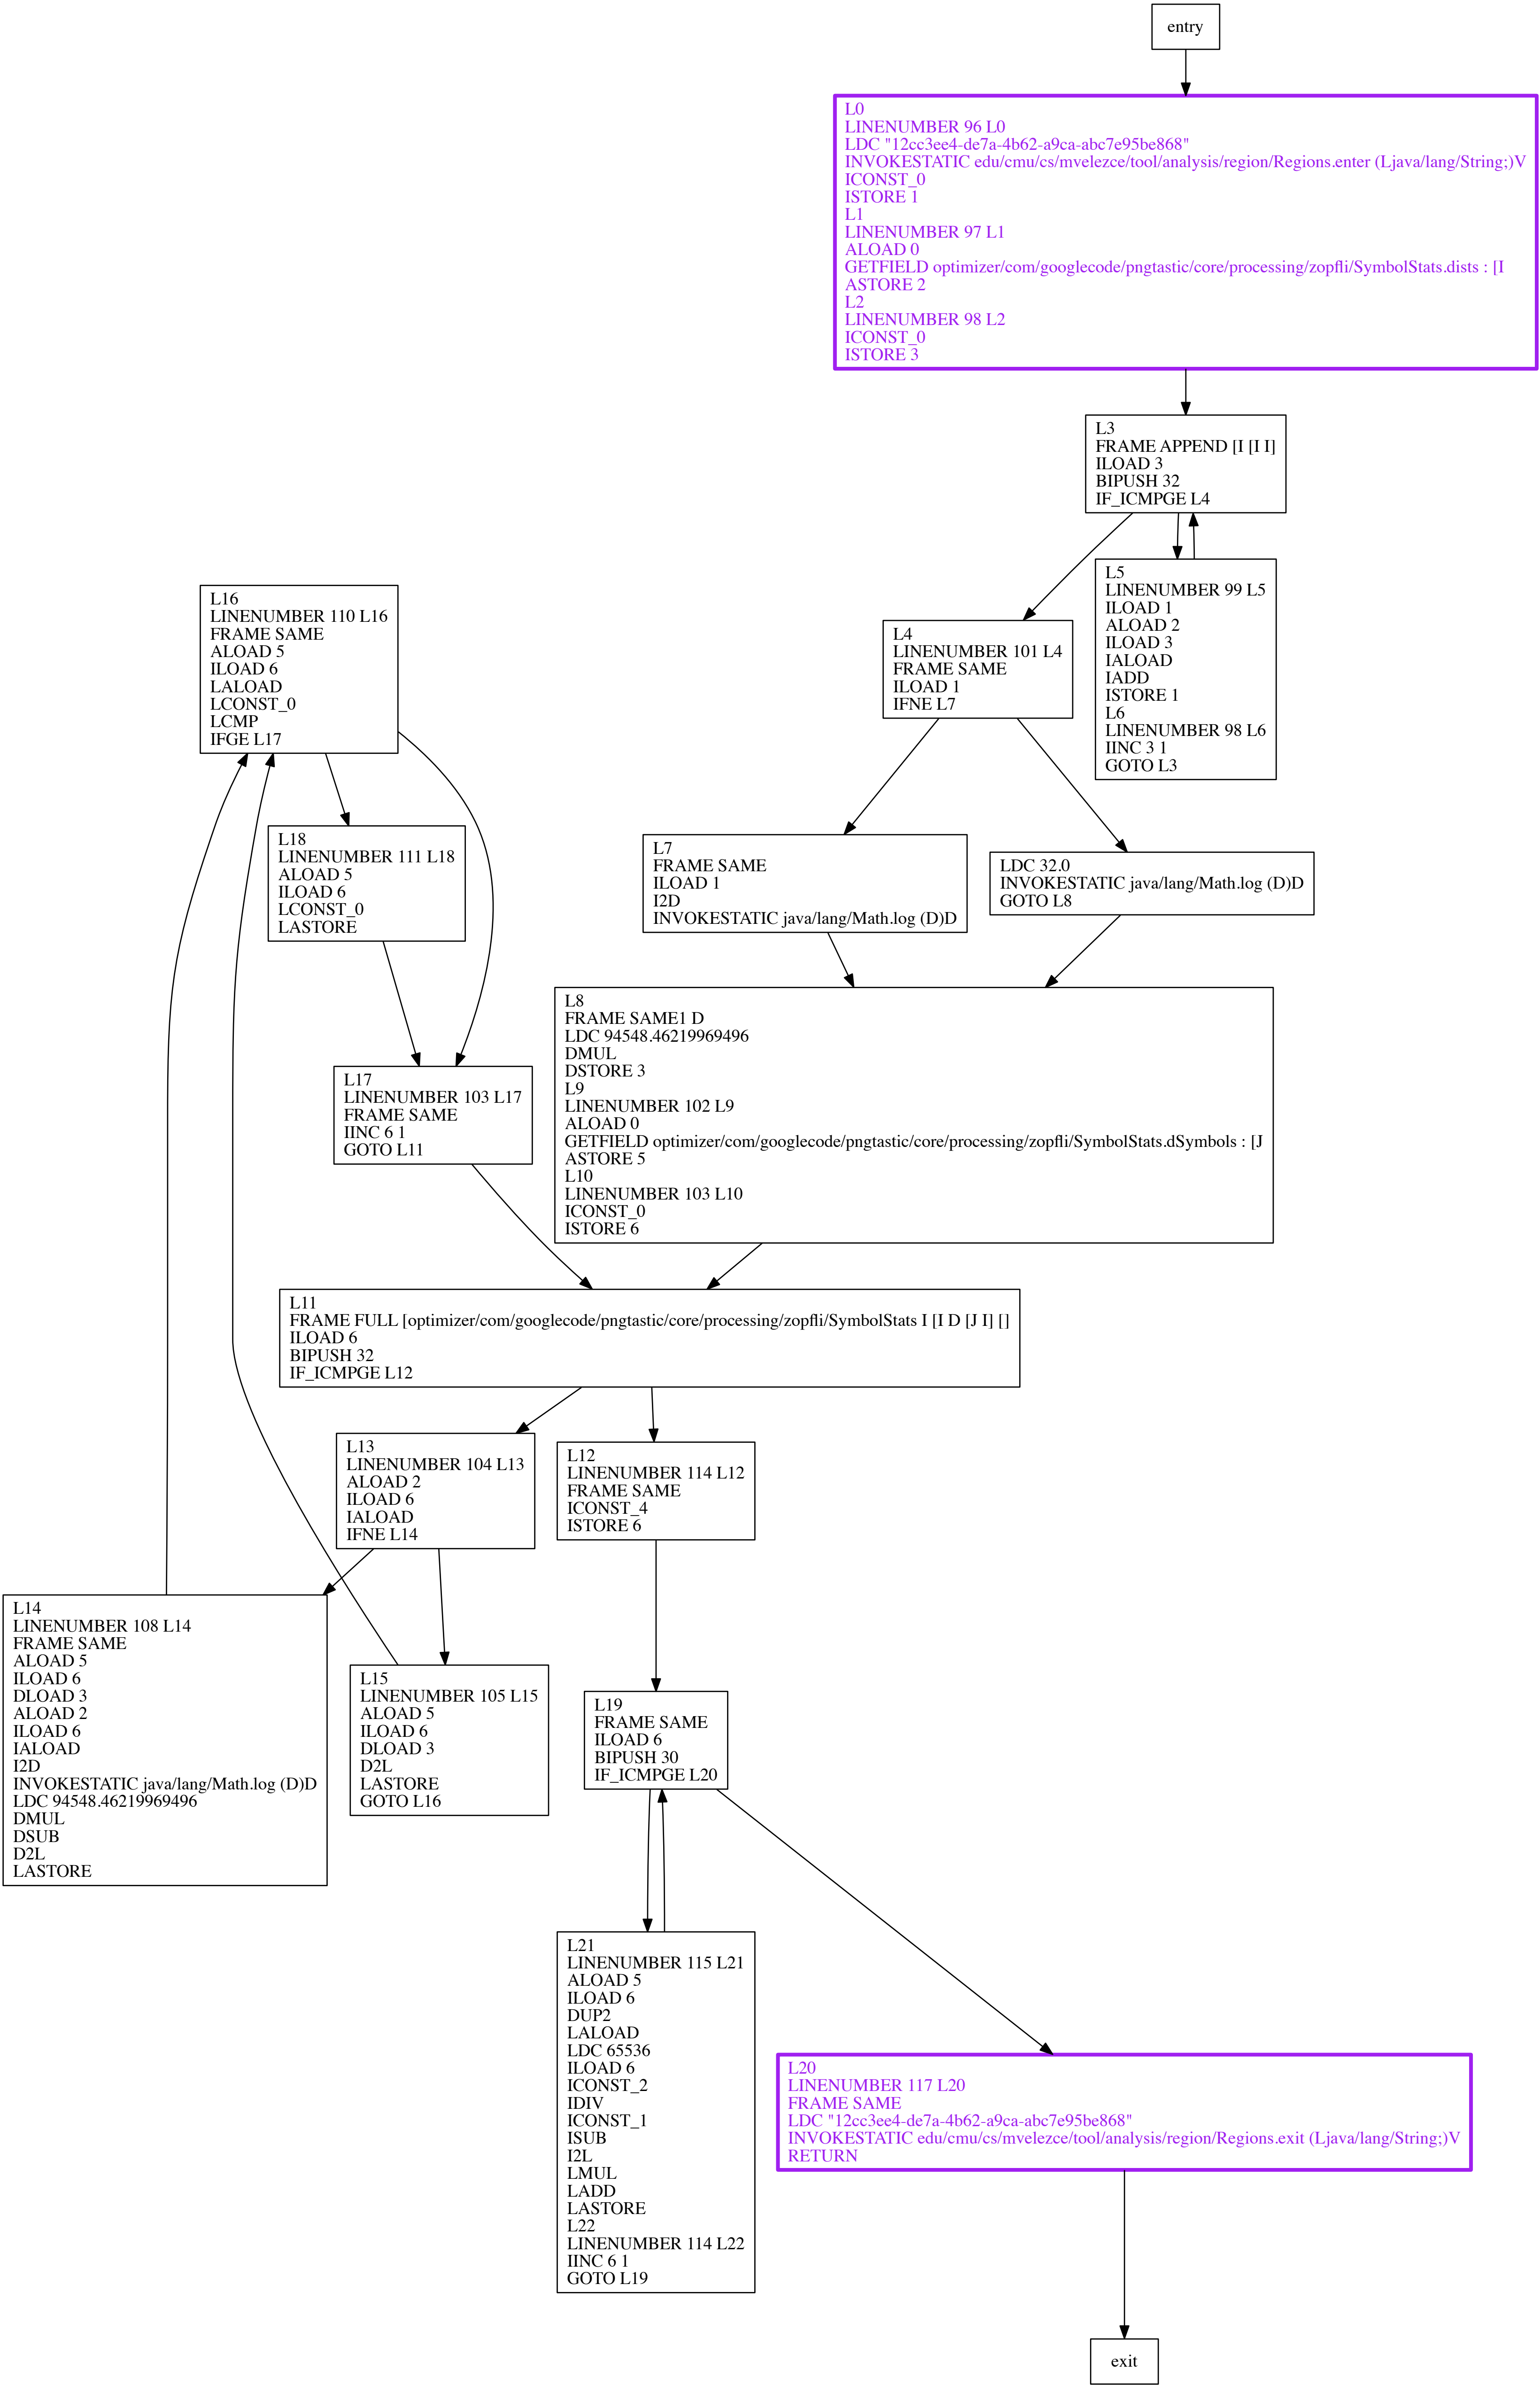 entry
L0
LINENUMBER 96 L0
LDC "12cc3ee4-de7a-4b62-a9ca-abc7e95be868"
INVOKESTATIC edu/cmu/cs/mvelezce/tool/analysis/region/Regions.enter (Ljava/lang/String;)V
ICONST_0
ISTORE 1
L1
LINENUMBER 97 L1
ALOAD 0
GETFIELD optimizer/com/googlecode/pngtastic/core/processing/zopfli/SymbolStats.dists : [I
ASTORE 2
L2
LINENUMBER 98 L2
ICONST_0
ISTORE 3
L3
FRAME APPEND [I [I I]
ILOAD 3
BIPUSH 32
IF_ICMPGE L4
L5
LINENUMBER 99 L5
ILOAD 1
ALOAD 2
ILOAD 3
IALOAD
IADD
ISTORE 1
L6
LINENUMBER 98 L6
IINC 3 1
GOTO L3
L4
LINENUMBER 101 L4
FRAME SAME
ILOAD 1
IFNE L7
L7
FRAME SAME
ILOAD 1
I2D
INVOKESTATIC java/lang/Math.log (D)D
LDC 32.0
INVOKESTATIC java/lang/Math.log (D)D
GOTO L8
L16
LINENUMBER 110 L16
FRAME SAME
ALOAD 5
ILOAD 6
LALOAD
LCONST_0
LCMP
IFGE L17
L18
LINENUMBER 111 L18
ALOAD 5
ILOAD 6
LCONST_0
LASTORE
L17
LINENUMBER 103 L17
FRAME SAME
IINC 6 1
GOTO L11
L8
FRAME SAME1 D
LDC 94548.46219969496
DMUL
DSTORE 3
L9
LINENUMBER 102 L9
ALOAD 0
GETFIELD optimizer/com/googlecode/pngtastic/core/processing/zopfli/SymbolStats.dSymbols : [J
ASTORE 5
L10
LINENUMBER 103 L10
ICONST_0
ISTORE 6
L11
FRAME FULL [optimizer/com/googlecode/pngtastic/core/processing/zopfli/SymbolStats I [I D [J I] []
ILOAD 6
BIPUSH 32
IF_ICMPGE L12
L13
LINENUMBER 104 L13
ALOAD 2
ILOAD 6
IALOAD
IFNE L14
L12
LINENUMBER 114 L12
FRAME SAME
ICONST_4
ISTORE 6
L14
LINENUMBER 108 L14
FRAME SAME
ALOAD 5
ILOAD 6
DLOAD 3
ALOAD 2
ILOAD 6
IALOAD
I2D
INVOKESTATIC java/lang/Math.log (D)D
LDC 94548.46219969496
DMUL
DSUB
D2L
LASTORE
L15
LINENUMBER 105 L15
ALOAD 5
ILOAD 6
DLOAD 3
D2L
LASTORE
GOTO L16
L19
FRAME SAME
ILOAD 6
BIPUSH 30
IF_ICMPGE L20
L21
LINENUMBER 115 L21
ALOAD 5
ILOAD 6
DUP2
LALOAD
LDC 65536
ILOAD 6
ICONST_2
IDIV
ICONST_1
ISUB
I2L
LMUL
LADD
LASTORE
L22
LINENUMBER 114 L22
IINC 6 1
GOTO L19
L20
LINENUMBER 117 L20
FRAME SAME
LDC "12cc3ee4-de7a-4b62-a9ca-abc7e95be868"
INVOKESTATIC edu/cmu/cs/mvelezce/tool/analysis/region/Regions.exit (Ljava/lang/String;)V
RETURN
exit